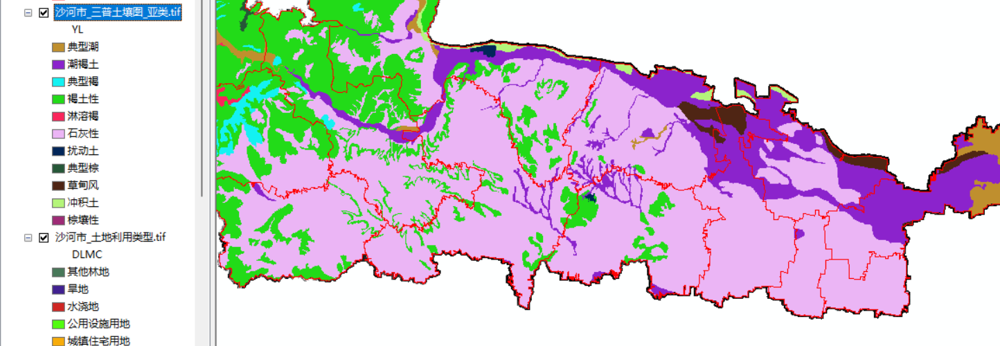 沙河市_三普土壤图_亚类.tif
YL
典型潮
潮褐土
典型褐
褐土性
淋溶褐
石灰性
扰动土
典型棕
草甸风
冲积土
棕壤性
沙河市_土地利用类型.tif
DLMC
其他林地
旱地
水浇地
公用设施用地
城镇住宅用地